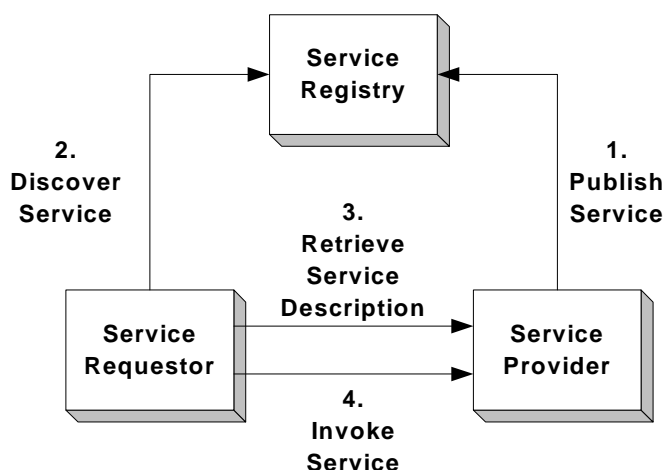 Service
Registry
2.
Discover
Service
1.
Publish
Service
3.
Retrieve
Service
Description
Service
Requestor
Service
Provider
4.
Invoke
Service